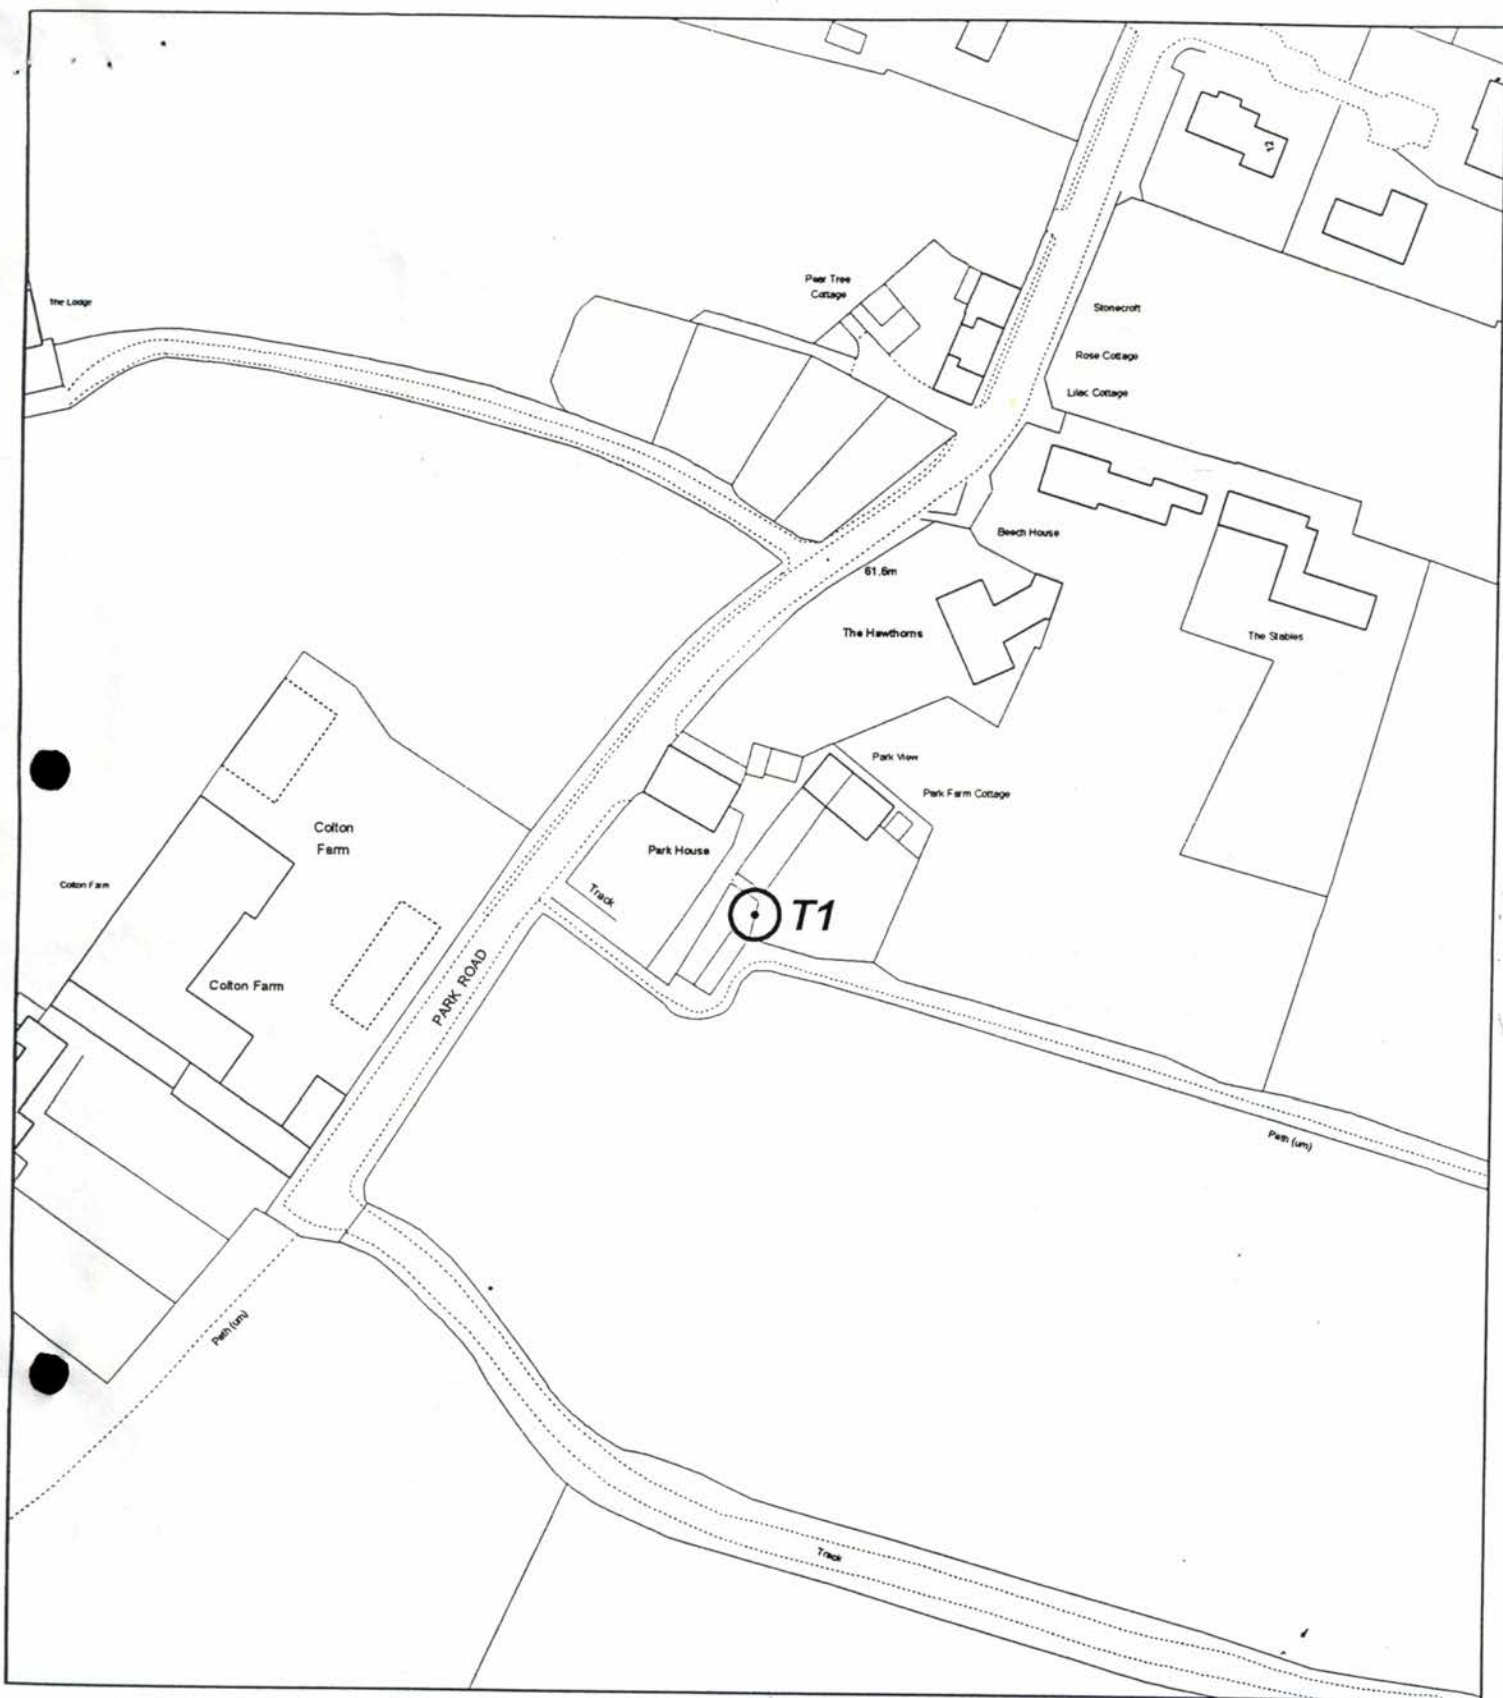 12
Pear Tree
Cottage
The Lodge
Stonecroft
Rose Cottage
Lilac Cottage
Beech House
61.6m
The Hawthorns
The Stables
Park View
Park Farm Cottage
Colton
Farm
Park House
Colton Farm
Track
T1
PARK ROAD
Colton Farm
Path (um)
Path (um)
Track